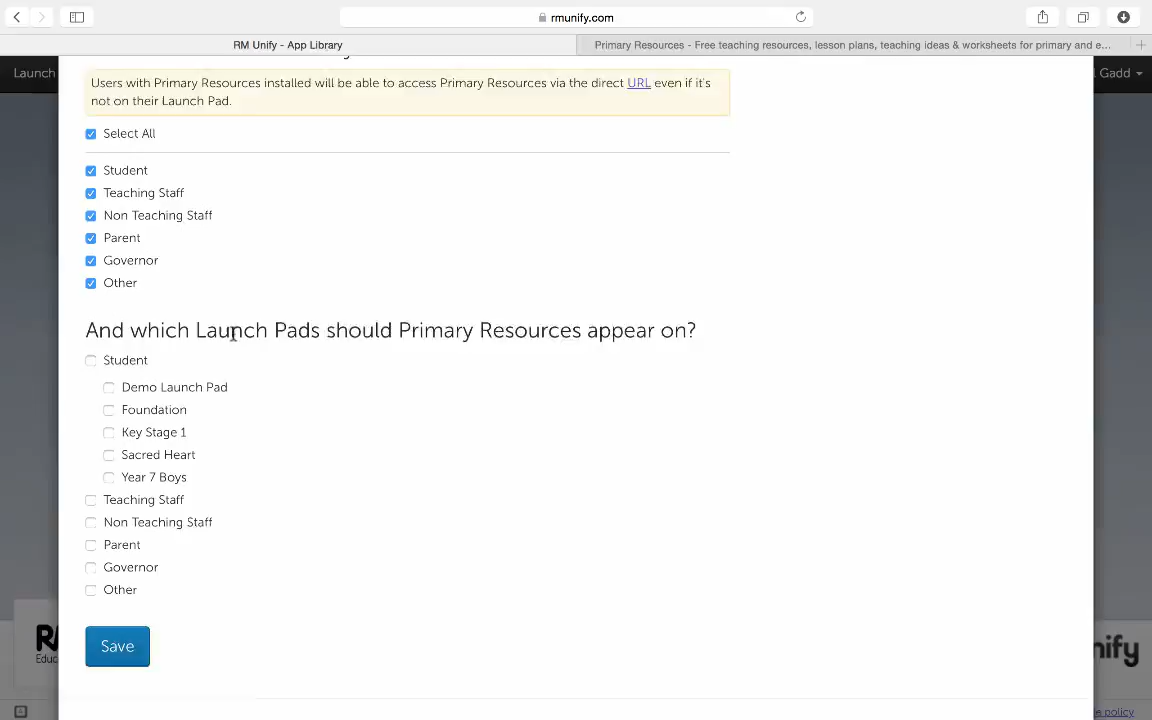 rmunify.com
RM Unify - App Library
Primary Resources - Free teaching resources, lesson plans, teaching ideas & worksheets for primary and e...
Launch
Gadd
Users with Primary Resources installed will be able to access Primary Resources via the direct URL even if it's
not on their Launch Pad.
Select All
Student
Teaching Staff
Non Teaching Staff
Parent
Governor
Other
And which Launch Pads should Primary Resources appear on?
Student
Demo Launch Pad
Foundation
Key Stage 1
Sacred Heart
Year 7 Boys
Teaching Staff
Non Teaching Staff
Parent
Governor
Other
Save
RM
Educ
nify
policy